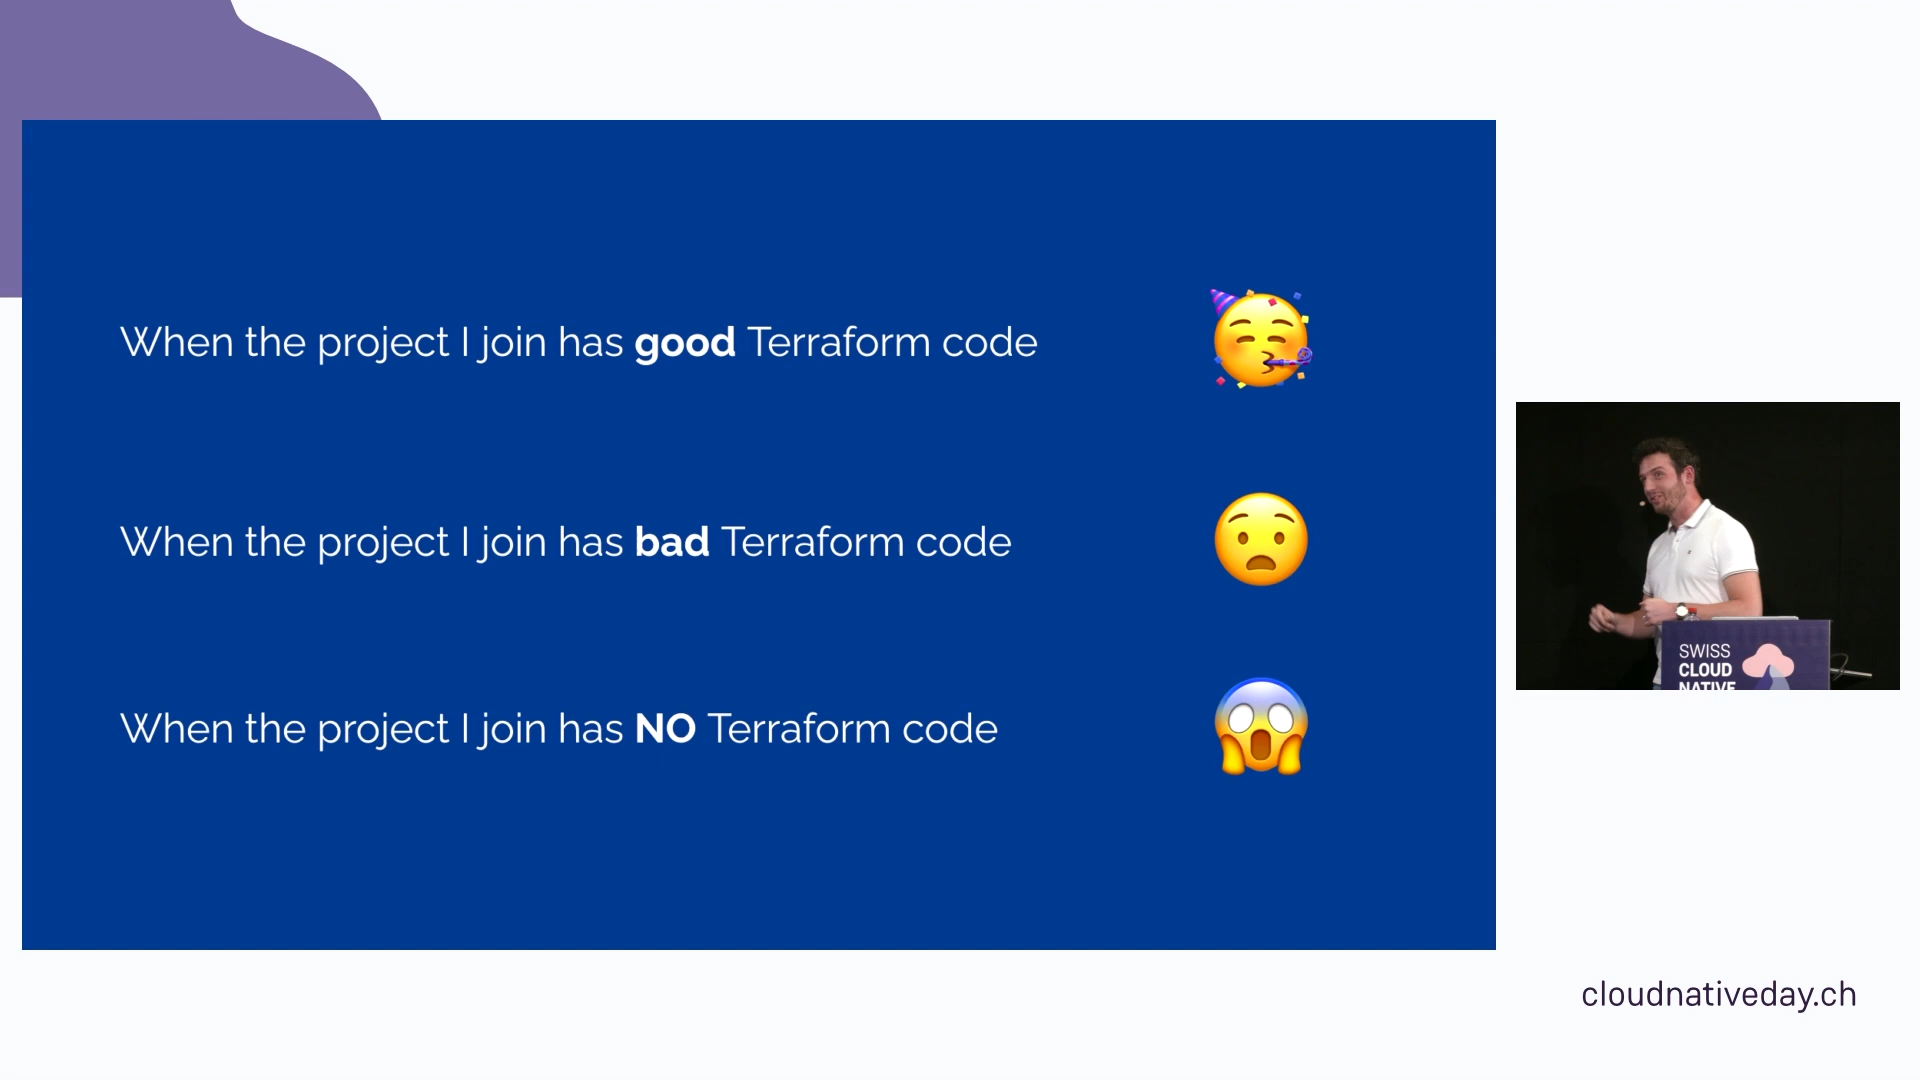 When the project I join has good Terraform code
When the project I join has bad Terraform code
When the project I join has NO Terraform code
SWISS
CLOUD
NATIVE
cloudnativeday.ch